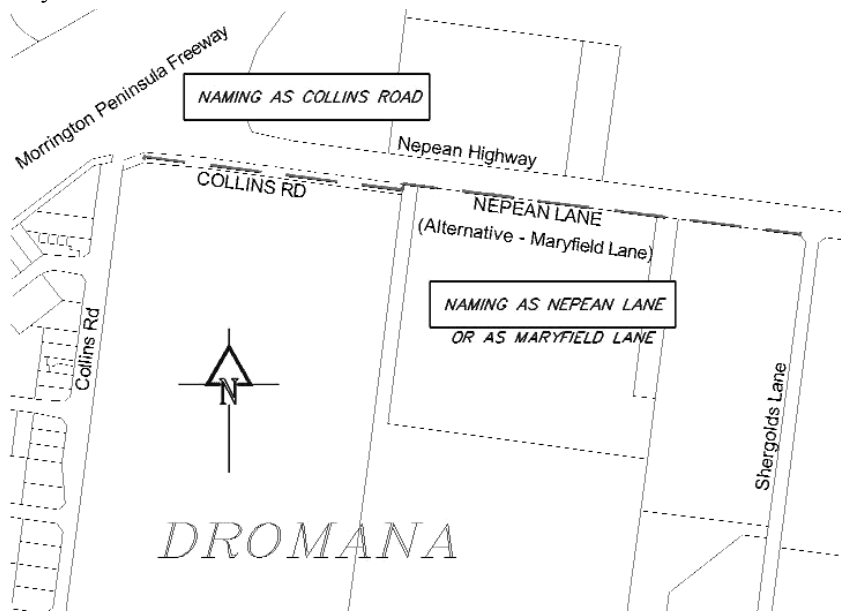 Morrington Peninsula Freeway
NAMING AS COLLINS ROAD
Nepean Highway
COLLINS RD
NEPEAN LANE
(Alternative - Maryfield Lane)
NAMING AS NEPEAN LANE
OR AS MARYFIELD LANE
Collins Rd
N
Shergolds Lane
DROMANA